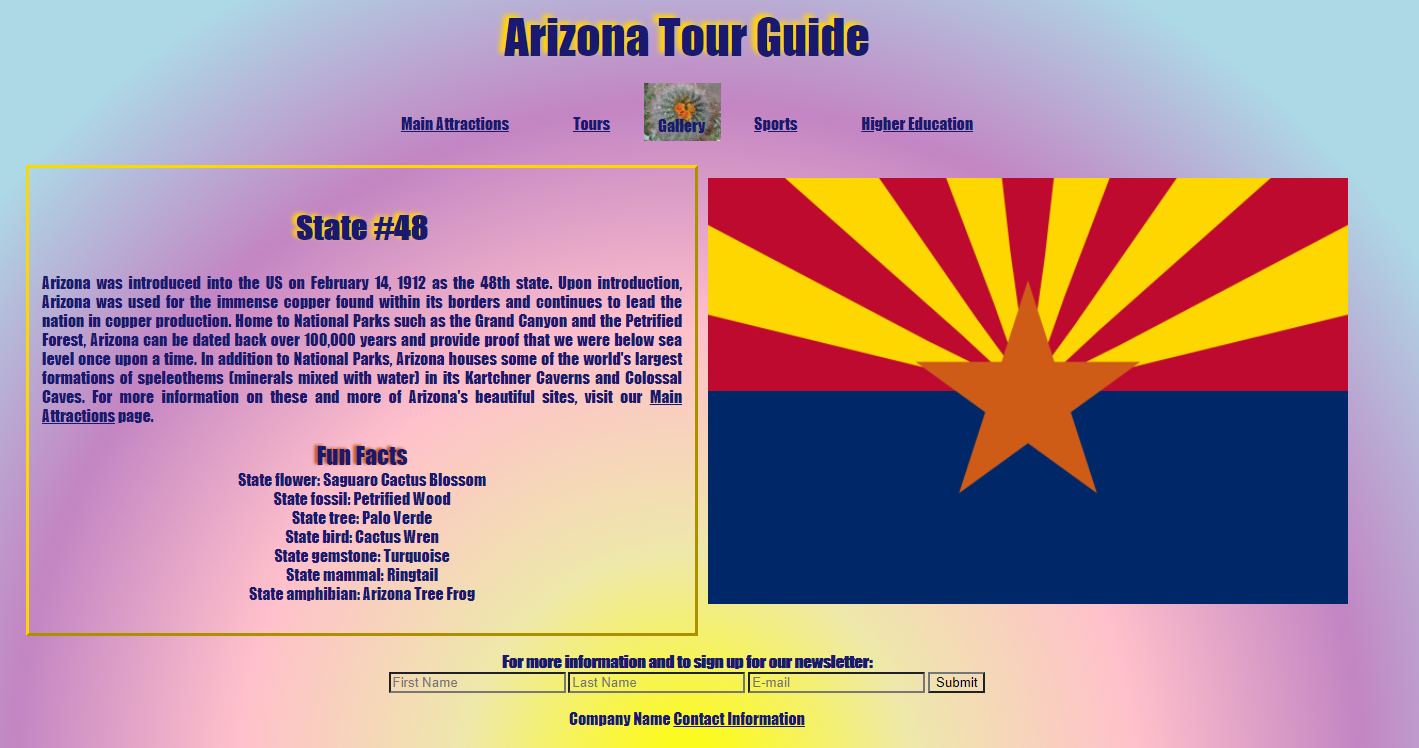 Arizona Tour Guide
Main Attractions Tours Gallery Sports Higher Education
State #48
Arizona was introduced into the US on February 14, 1912 as the 48th state. Upon introduction,
Arizona was used for the immense copper found within its borders and continues to lead the
nation in copper production. Home to National Parks such as the Grand Canyon and the Petrified
Forest, Arizona can be dated back over 100,000 years and provide proof that we were below sea
level once upon a time. In addition to National Parks, Arizona houses some of the world's largest
formations of speleothems (minerals mixed with water) in its Kartchner Caverns and Colossal
Caves. For more information on these and more of Arizona's beautiful sites, visit our Main
Attractions page.
Fun Facts
State flower: Saguaro Cactus Blossom
State fossil: Petrified Wood
State tree: Palo Verde
State bird: Cactus Wren
State gemstone: Turquoise
State mammal: Ringtail
State amphibian: Arizona Tree Frog
For more information and to sign up for our newsletter:
First Name Last Name E-mail Submit
Company Name Contact Information